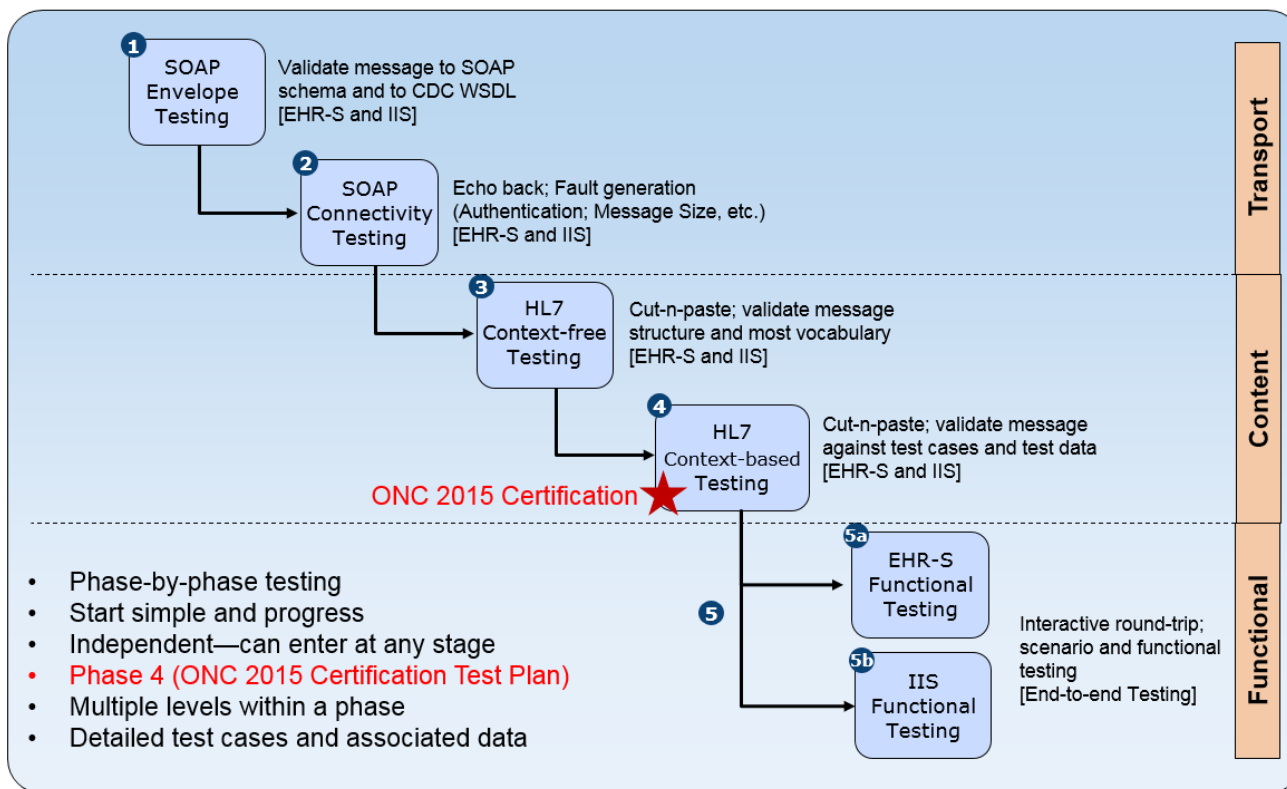 1
SOAP
Envelope
Testing
Validate message to SOAP
schema and to CDC WSDL
[EHR-S and IIS]
2
SOAP
Connectivity
Testing
Echo back; Fault generation
(Authentication; Message Size, etc.)
[EHR-S and IIS]
Transport
3
HL7
Context-free
Testing
Cut-n-paste; validate message
structure and most vocabulary
[EHR-S and IIS]
4
HL7
Context-based
Testing
Cut-n-paste; validate message
against test cases and test data
[EHR-S and IIS]
ONC 2015 Certification
Content
• Phase-by-phase testing
• Start simple and progress
• Independent—can enter at any stage
• Phase 4 (ONC 2015 Certification Test Plan)
• Multiple levels within a phase
• Detailed test cases and associated data
5
5a
EHR-S
Functional
Testing
5b
IIS
Functional
Testing
Interactive round-trip;
scenario and functional
testing
[End-to-end Testing]
Functional